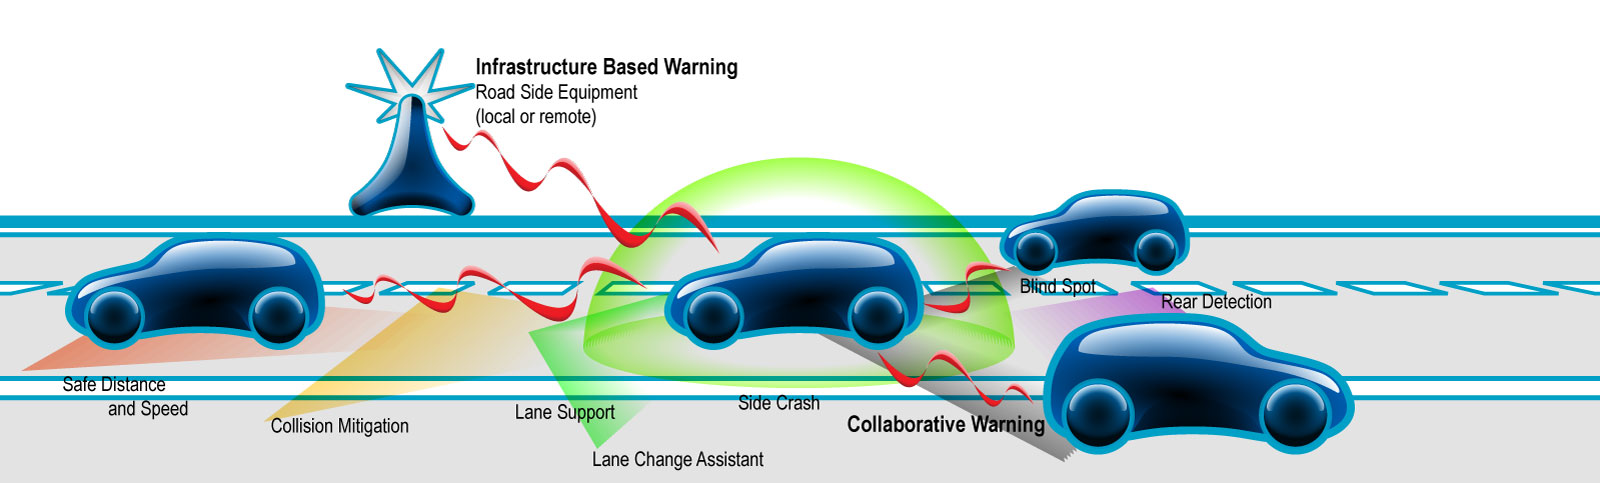 Infrastructure Based Warning
Road Side Equipment
(local or remote)
Blind Spot
Rear Detection
Safe Distance
and Speed
Collision Mitigation
Lane Support
Side Crash
Collaborative Warning
Lane Change Assistant